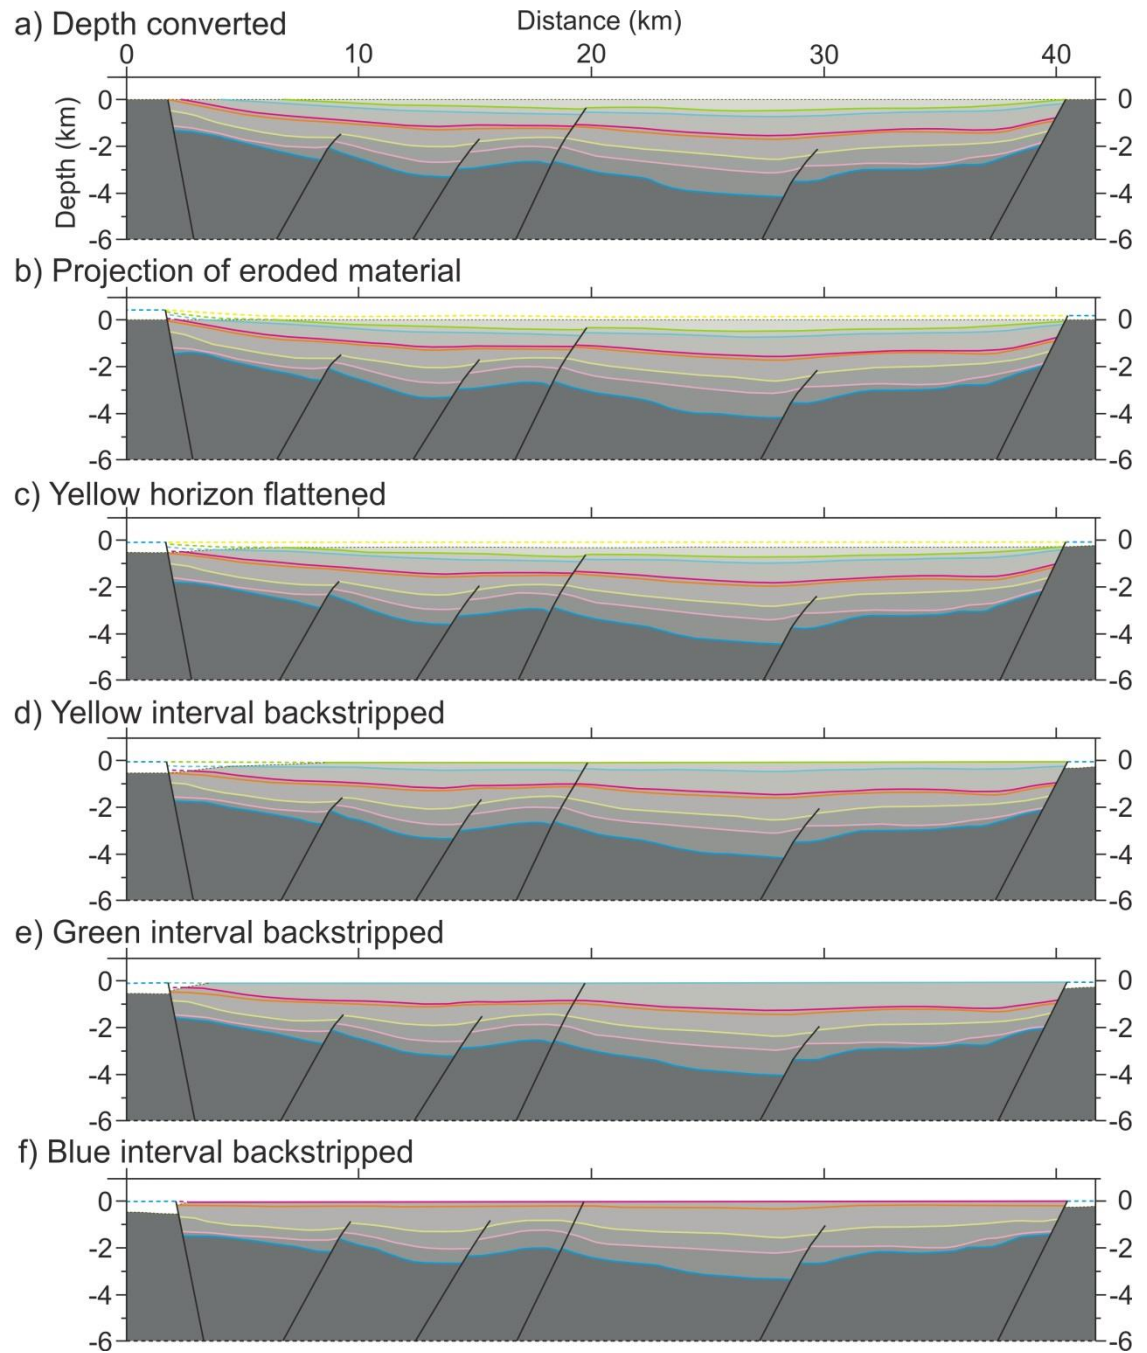 a) Depth converted
Distance (km)
0 10 20 30 40
Depth (km)
0 0
-2 -2
-4 -4
-6 -6
b) Projection of eroded material
0 0
-2 -2
-4 -4
-6 -6
c) Yellow horizon flattened
0 0
-2 -2
-4 -4
-6 -6
d) Yellow interval backstripped
0 0
-2 -2
-4 -4
-6 -6
e) Green interval backstripped
0 0
-2 -2
-4 -4
-6 -6
f) Blue interval backstripped
0 0
-2 -2
-4 -4
-6 -6